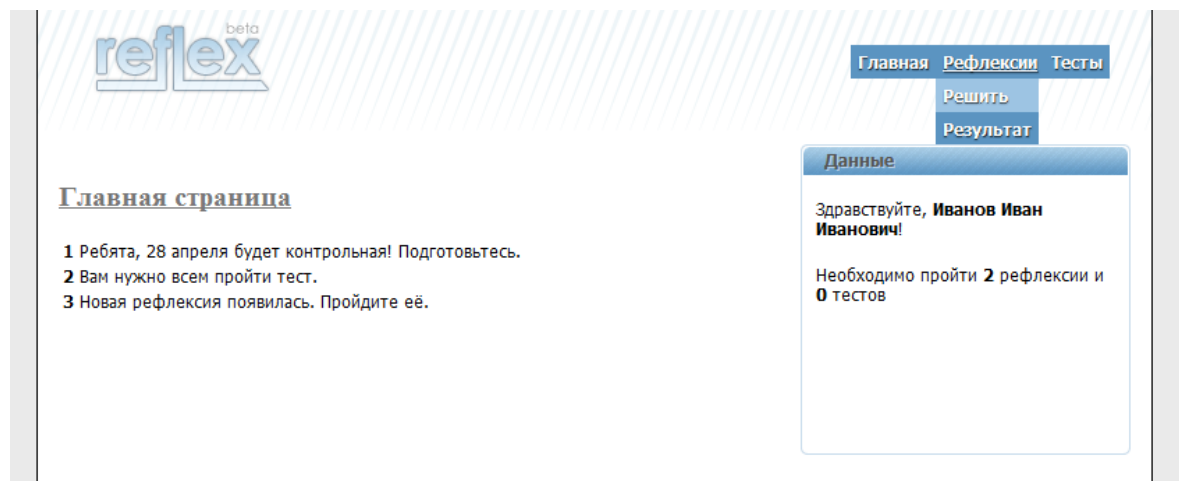 beta
reflex
Главная Рефлексии Тесты
Решить
Результат
Данные
Главная страница
Здравствуйте, Иванов Иван
Иванович!
1 Ребята, 28 апреля будет контрольная! Подготовьтесь.
2 Вам нужно всем пройти тест.
3 Новая рефлексия появилась. Пройдите её.
Необходимо пройти 2 рефлексии и
0 тестов